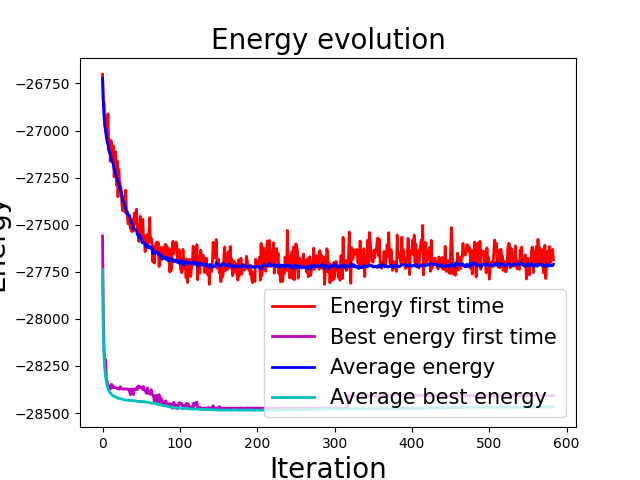 Energy evolution
Energy
−26750
−27000
−27250
−27500
−27750
−28000
−28250
−28500
0 100 200 300 400 500 600
Iteration
Energy first time
Best energy first time
Average energy
Average best energy